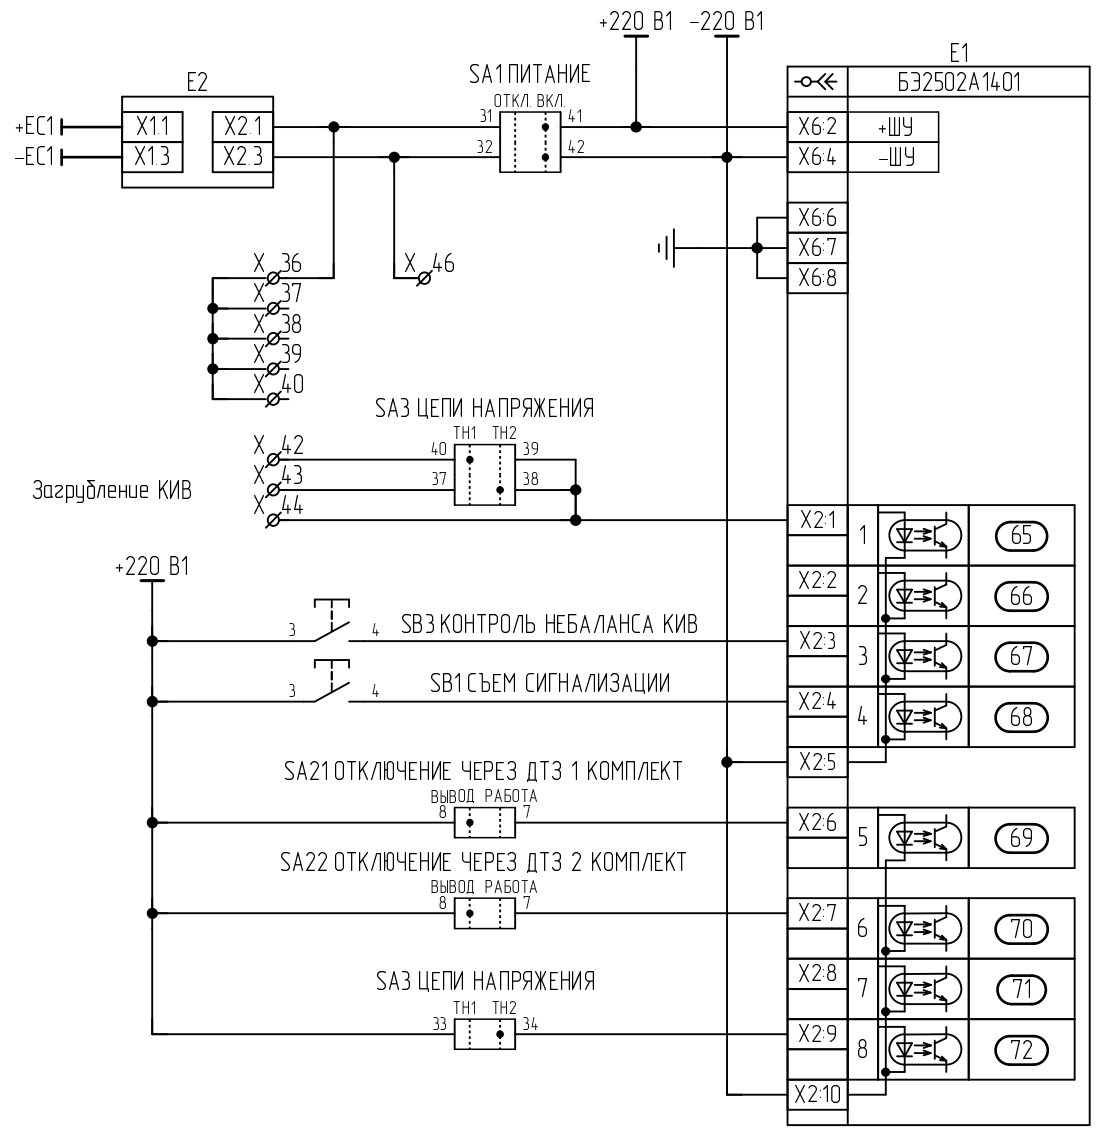 +220 В1 –220 В1
E1
БЭ2502А1401
E2
SA1 ПИТАНИЕ
ОТКЛ. ВКЛ.
+EC1 X1.1 X2.1 31 41 X6:2 +ШУ
–EC1 X1.3 X2.3 32 42 X6:4 –ШУ
X6:6
X6:7
X6:8
X 36
X 46
X 37
X 38
X 39
X 40
SA3 ЦЕПИ НАПРЯЖЕНИЯ
ТН1 ТН2
X 42 40 39
X 43 37 38
Загрубление КИВ
X 44
X2:1 1 65
+220 В1
X2:2 2 66
3 4 SB3 КОНТРОЛЬ НЕБАЛАНСА КИВ X2:3 3 67
3 4 SB1 СЪЕМ СИГНАЛИЗАЦИИ X2:4 4 68
X2:5
SA21 ОТКЛЮЧЕНИЕ ЧЕРЕЗ ДТЗ 1 КОМПЛЕКТ
ВЫВОД РАБОТА
8 7 X2:6 5 69
SA22 ОТКЛЮЧЕНИЕ ЧЕРЕЗ ДТЗ 2 КОМПЛЕКТ
ВЫВОД РАБОТА
8 7 X2:7 6 70
X2:8 7 71
SA3 ЦЕПИ НАПРЯЖЕНИЯ
ТН1 ТН2
33 34 X2:9 8 72
X2:10